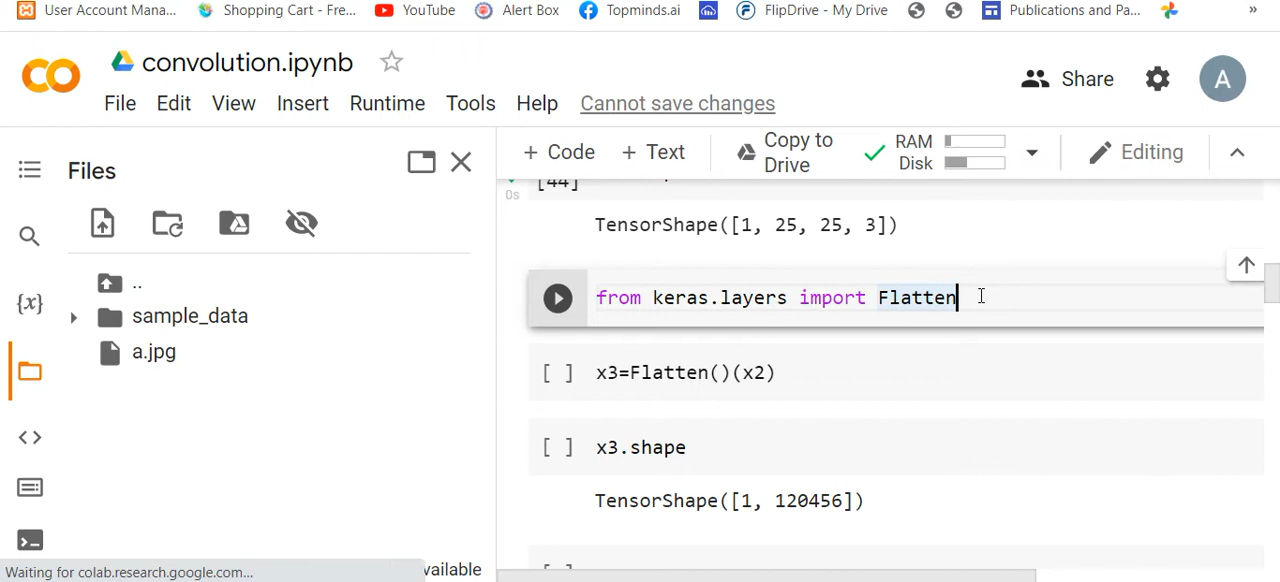 User Account Mana... Shopping Cart - Fre... YouTube Alert Box Topminds.ai FlipDrive - My Drive Publications and Pa... »
convolution.ipynb
Share
A
File Edit View Insert Runtime Tools Help Cannot save changes
Files
+ Code + Text Copy to Drive RAM Disk Editing
[44]
0s
TensorShape([1, 25, 25, 3])
..
from keras.layers import Flatten
sample_data
a.jpg
{x}
[ ] x3=Flatten()(x2)
[ ] x3.shape
TensorShape([1, 120456])
Waiting for colab.research.google.com...
vailable